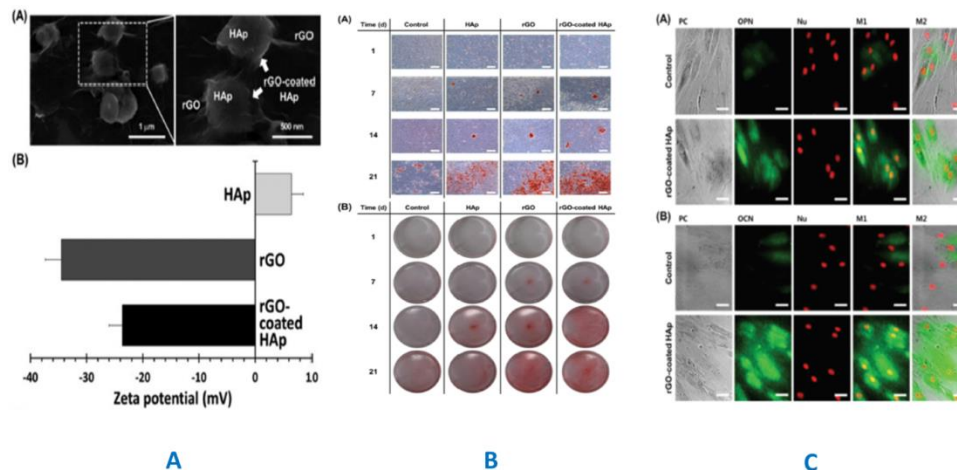 (A)
HAp
rGO
rGO-coated
HAp
rGO
HAp
1 μm
500 nm
(B)
HAp
rGO
rGO-
coated
HAp
-40 -30 -20 -10 0 10
Zeta potential (mV)
A
(A)
Time (d) Control HAp rGO rGO-coated HAp
1
7
14
21
(B)
Time (d) Control HAp rGO rGO-coated HAp
1
7
14
21
B
(A)
PC OPN Nu M1 M2
Control
rGO-coated HAp
(B)
PC OCN Nu M1 M2
Control
rGO-coated HAp
C